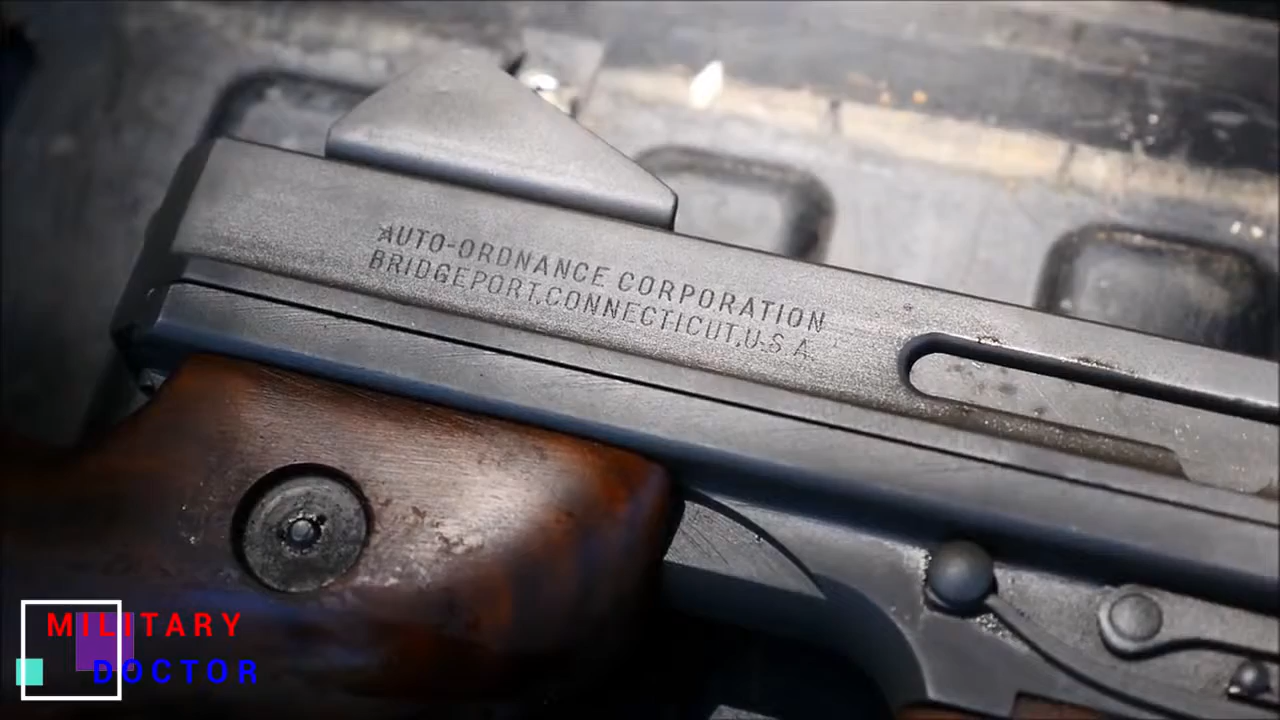 AUTO-ORDNANCE CORPORATION
BRIDGEPORT,CONNECTICUT,U.S.A.
MILITARY
DOCTOR